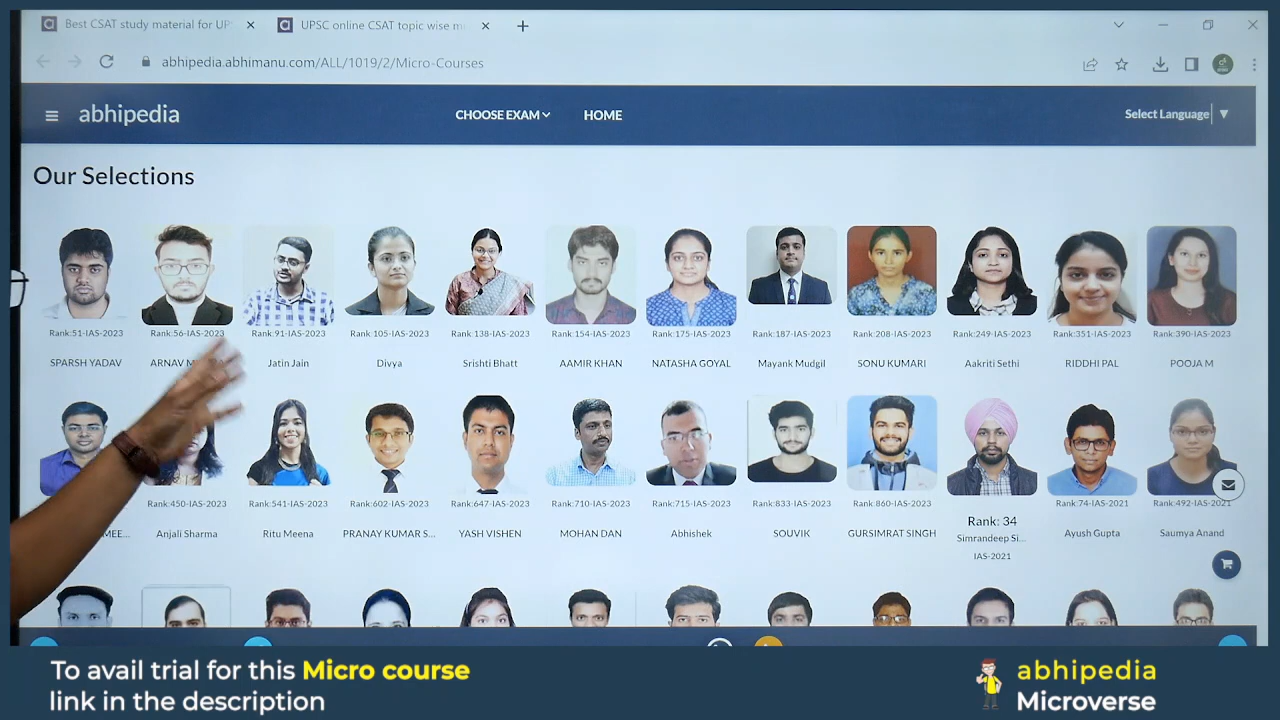 Best CSAT study material for UP
UPSC online CSAT topic wise m
abhipedia.abhimanu.com/ALL/1019/2/Micro-Courses
abhipedia
CHOOSE EXAM
HOME
Select Language
Our Selections
Rank:51-IAS-2023
Rank:56-IAS-2023
Rank:91-IAS-2023
Rank:105-IAS-2023
Rank:138-IAS-2023
Rank:154-IAS-2023
Rank:175-IAS-2023
Rank:187-IAS-2023
Rank:208-IAS-2023
Rank:249-IAS-2023
Rank:351-IAS-2023
Rank:390-IAS-2023
SPARSH YADAV
ARNAV M
Jatin Jain
Divya
Srishti Bhatt
AAMIR KHAN
NATASHA GOYAL
Mayank Mudgil
SONU KUMARI
Aakriti Sethi
RIDDHI PAL
POOJA M
Rank:450-IAS-2023
Rank:541-IAS-2023
Rank:602-IAS-2023
Rank:647-IAS-2023
Rank:710-IAS-2023
Rank:715-IAS-2023
Rank:833-IAS-2023
Rank:860-IAS-2023
Rank: 34
Rank:74-IAS-2021
Rank:492-IAS-2021
MEE...
Anjali Sharma
Ritu Meena
PRANAY KUMAR S...
YASH VISHEN
MOHAN DAN
Abhishek
SOUVIK
GURSIMRAT SINGH
Simrandeep Si...
IAS-2021
Ayush Gupta
Saumya Anand
To avail trial for this Micro course
link in the description
abhipedia
Microverse